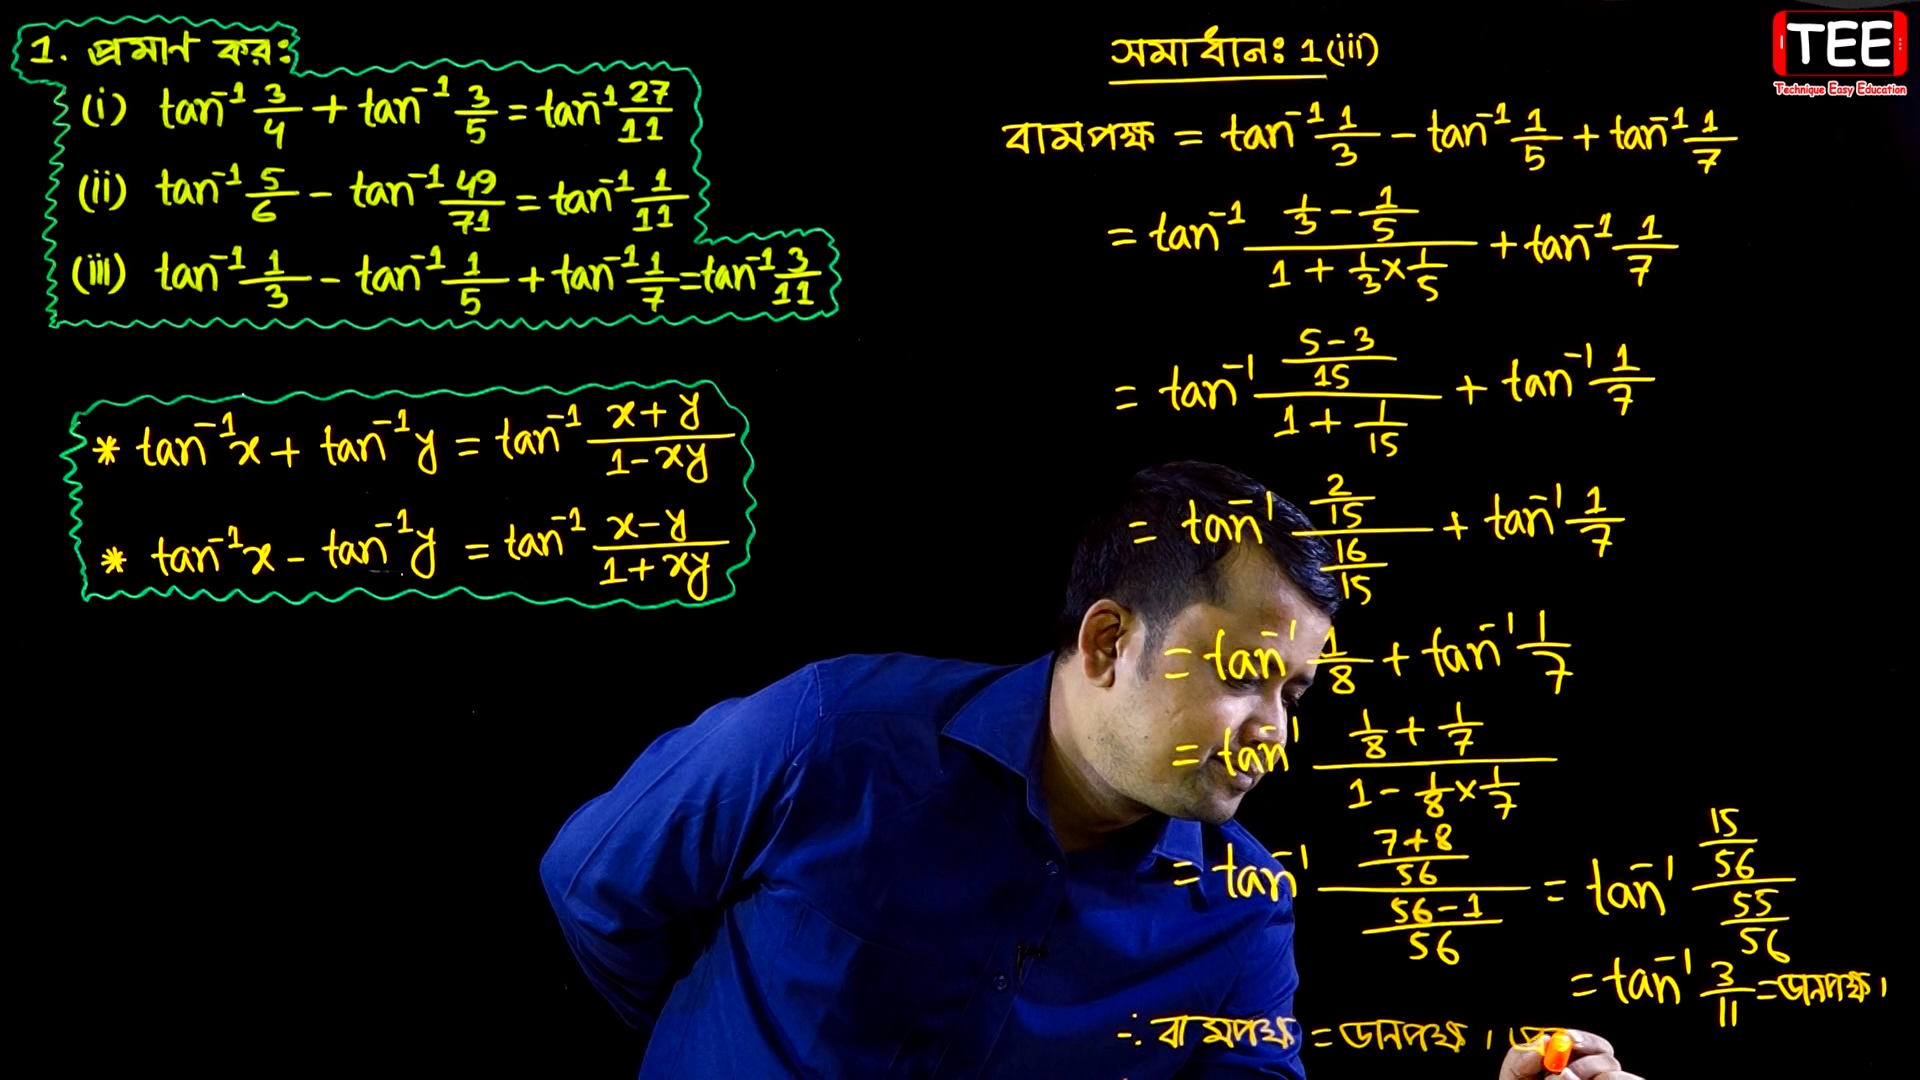 1. প্রমাণ কর:
(i) tan⁻¹ 3/4 + tan⁻¹ 3/5 = tan⁻¹ 27/11
(ii) tan⁻¹ 5/6 − tan⁻¹ 49/71 = tan⁻¹ 1/11
(iii) tan⁻¹ 1/3 − tan⁻¹ 1/5 + tan⁻¹ 1/7 = tan⁻¹ 3/11
* tan⁻¹x + tan⁻¹y = tan⁻¹ (x+y)/(1−xy)
* tan⁻¹x − tan⁻¹y = tan⁻¹ (x−y)/(1+xy)
সমাধান: 1(iii)
বামপক্ষ = tan⁻¹ 1/3 − tan⁻¹ 1/5 + tan⁻¹ 1/7
= tan⁻¹ (1/3 − 1/5)/(1 + 1/3 × 1/5) + tan⁻¹ 1/7
= tan⁻¹ ((5−3)/15)/(1 + 1/15) + tan⁻¹ 1/7
= tan⁻¹ (2/15)/(16/15) + tan⁻¹ 1/7
= tan⁻¹ 1/8 + tan⁻¹ 1/7
= tan⁻¹ (1/8 + 1/7)/(1 − 1/8 × 1/7)
= tan⁻¹ ((7+8)/56)/((56−1)/56) = tan⁻¹ (15/56)/(55/56)
= tan⁻¹ 3/11 = ডানপক্ষ।
∴ বামপক্ষ = ডানপক্ষ।
TEE
Technique Easy Education